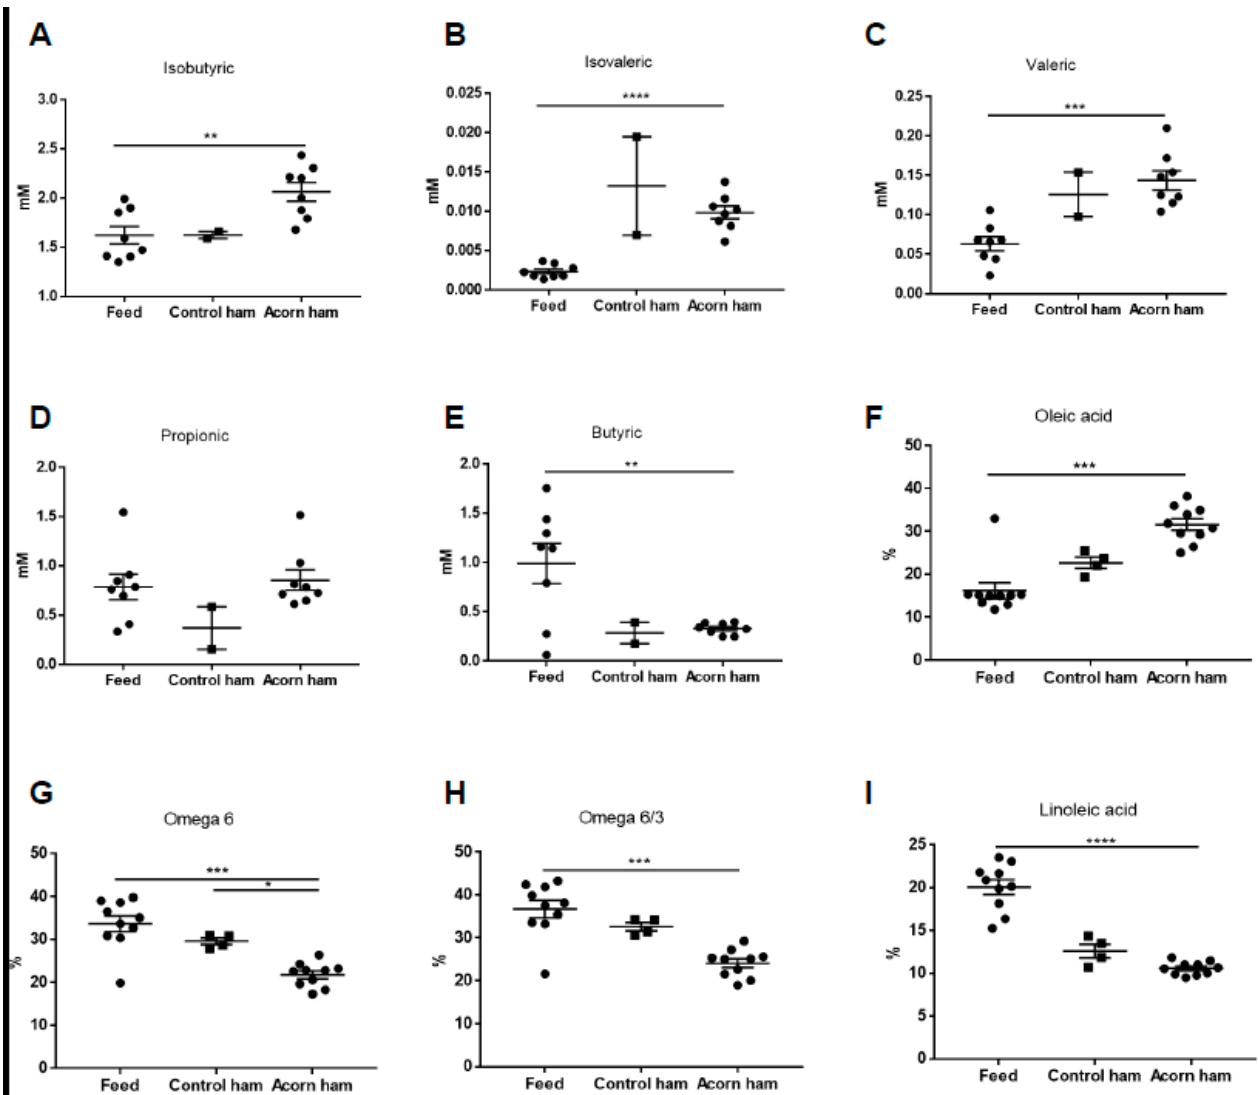 A
Isobutyric
3.0
2.5
2.0
1.5
1.0
mM
**
Feed Control ham Acorn ham
B
Isovaleric
0.025
0.020
0.015
0.010
0.005
0.000
mM
****
Feed Control ham Acorn ham
C
Valeric
0.25
0.20
0.15
0.10
0.05
0.00
mM
***
Feed Control ham Acorn ham
D
Propionic
2.0
1.5
1.0
0.5
0.0
mM
Feed Control ham Acorn ham
E
Butyric
2.0
1.5
1.0
0.5
0.0
mM
**
Feed Control ham Acorn ham
F
Oleic acid
50
40
30
20
10
0
%
***
Feed Control ham Acorn ham
G
Omega 6
50
40
30
20
10
0
%
***
*
Feed Control ham Acorn ham
H
Omega 6/3
50
40
30
20
10
0
%
***
Feed Control ham Acorn ham
I
Linoleic acid
25
20
15
10
5
0
%
****
Feed Control ham Acorn ham